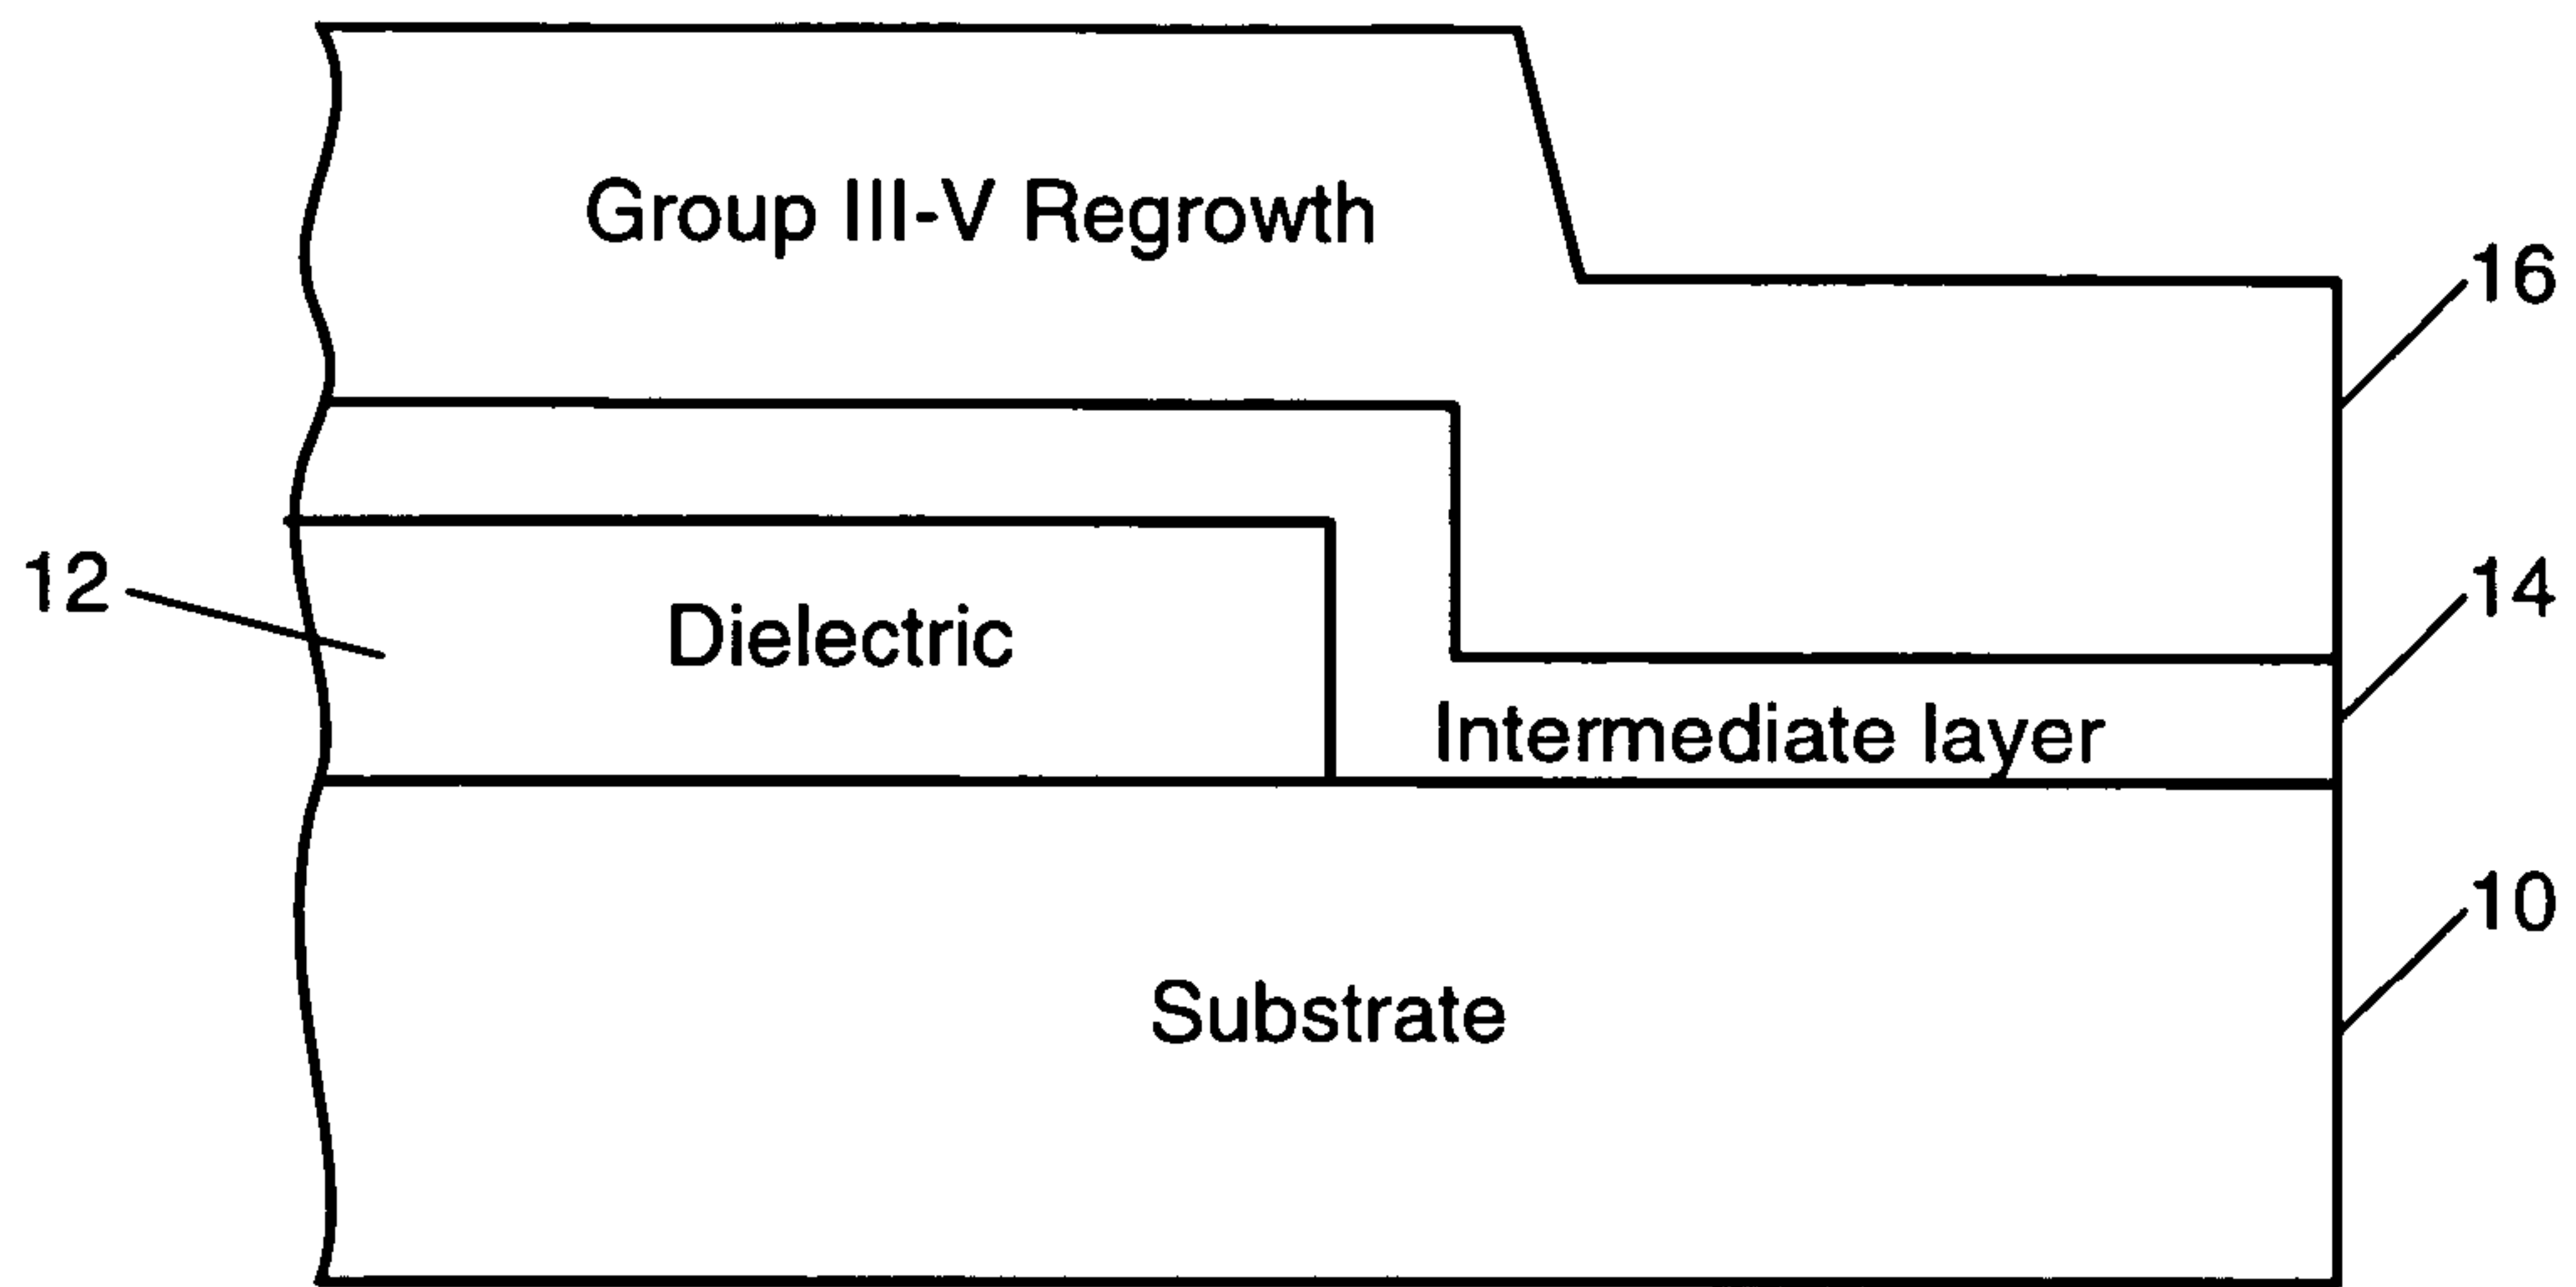 Group III-V Regrowth
16
12
Dielectric
14
Intermediate layer
10
Substrate